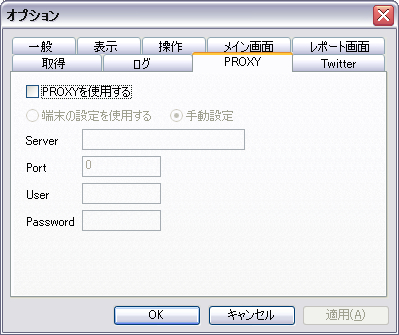 オプション
一般 表示 操作 メイン画面 レポート画面
取得 ログ PROXY Twitter
PROXYを使用する
端末の設定を使用する 手動設定
Server
Port 0
User
Password
OK キャンセル 適用(A)